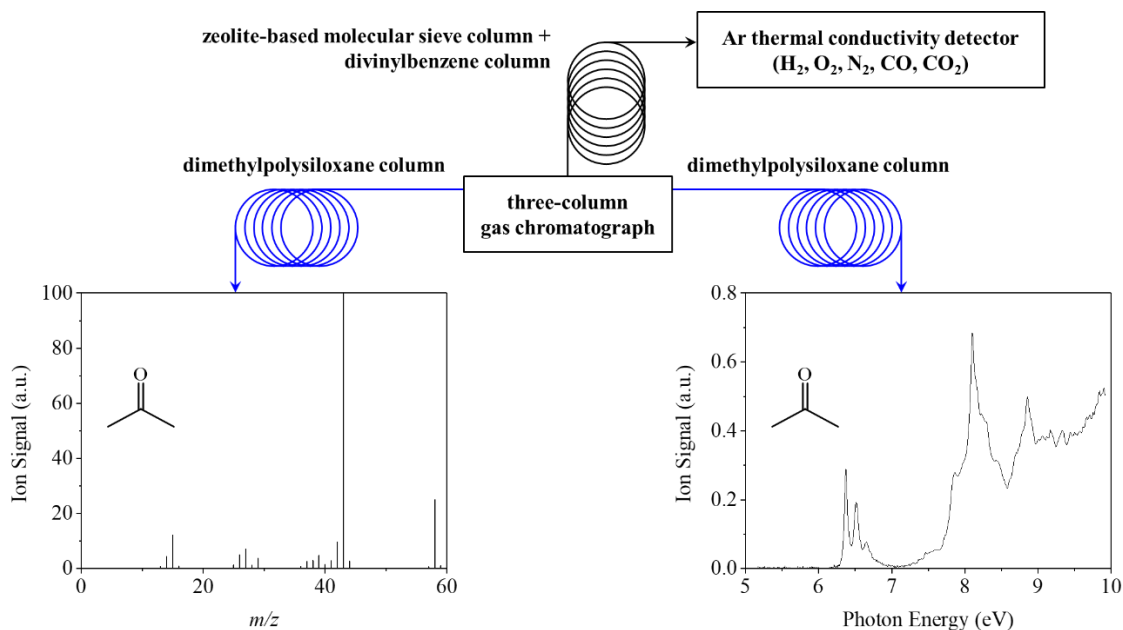 zeolite-based molecular sieve column +
divinylbenzene column
Ar thermal conductivity detector
(H₂, O₂, N₂, CO, CO₂)
dimethylpolysiloxane column
dimethylpolysiloxane column
three-column
gas chromatograph
100
80
60
40
20
0
Ion Signal (a.u.)
O
0
20
40
60
m/z
0.8
0.6
0.4
0.2
0.0
Ion Signal (a.u.)
O
5
6
7
8
9
10
Photon Energy (eV)